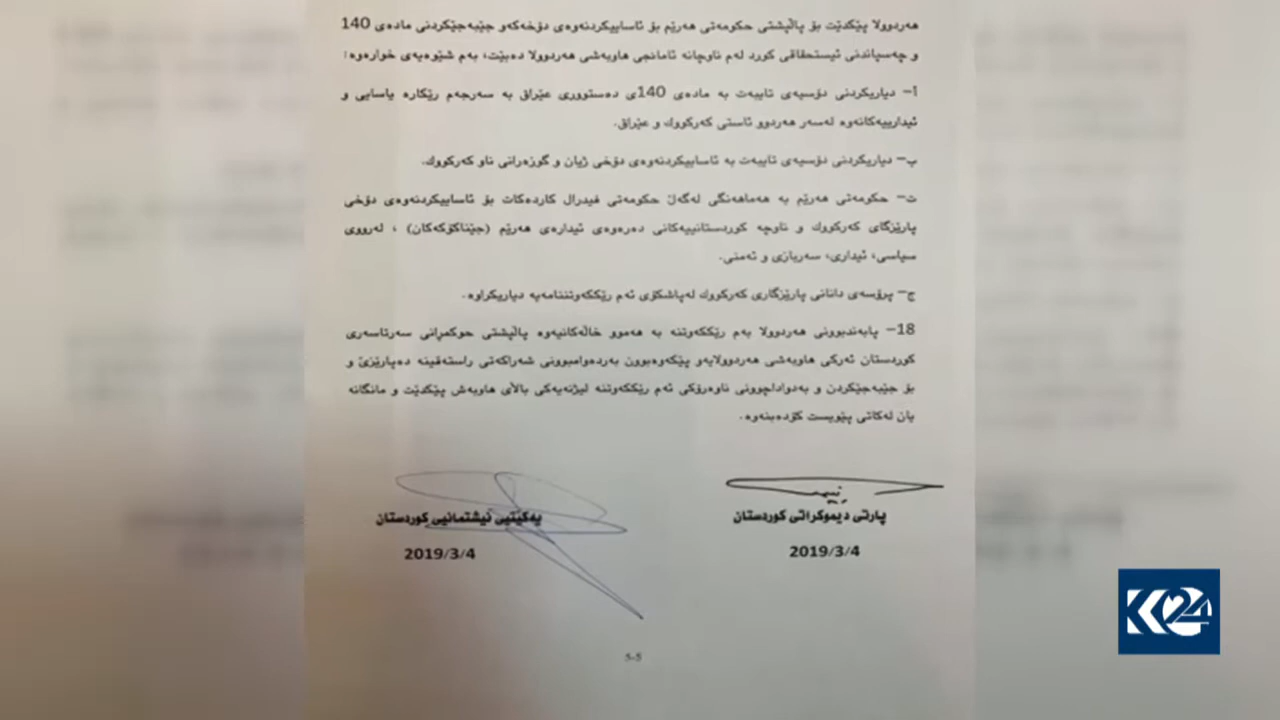 هەردوولا پێکدێت بۆ پاڵپشتی حکومەتی هەرێم بۆ ئاساییکردنەوەی دۆخەکەو جێبەجێکردنی مادەی 140
و چەسپاندنی ئیستحقاقی کورد لەم ناوچانە ئامانجی هاوبەشی هەردوولا دەبێت، بەم شێوەیەی خوارەوە:
أ– دیاریکردنی دۆسیەی تایبەت بە مادەی 140ی دەستووری عێراق بە سەرجەم رێکارە یاسایی و
ئیدارییەکانەوە لەسەر هەردوو ئاستی کەرکووك و عێراق.
پ– دیاریکردنی دۆسیەی تایبەت بە ئاساییکردنەوەی دۆخی ژیان و گوزەرانی ناو کەرکووك.
ت– حکومەتی هەرێم بە هەماهەنگی لەگەڵ حکومەتی فیدرال کاردەکات بۆ ئاساییکردنەوەی دۆخی
پارێزگای کەرکووك و ناوچە کوردستانییەکانی دەرەوەی ئیدارەی هەرێم (جێناکۆکەکان) ، لەرووی
سیاسی، ئیداری، سەربازی و ئەمنی.
ج– پرۆسەی دانانی پارێزگاری کەرکووك لەپاشکۆی ئەم رێککەوتننامەیە دیاریکراوە.
18– پابەندبوونی هەردوولا بەم رێککەوتنە بە هەموو خاڵەکانیەوە پاڵپشتی حوکمڕانی سەرتاسەری
کوردستان ئەرکی هاوبەشی هەردوولایەو پێکەوەبوون بەردەوامبوونی شەراکەتی راستەقینە دەپارێزێ و
بۆ جێبەجێکردن و بەدواداچوونی ناوەرۆکی ئەم رێککەوتنە لیژنەیەکی باڵای هاوبەش پێکدێت و مانگانە
یان لەکاتی پێویست کۆدەبنەوە.
پارتی دیموکراتی کوردستان
2019/3/4
یەکێتیی نیشتمانیی کوردستان
2019/3/4
5-5
K24